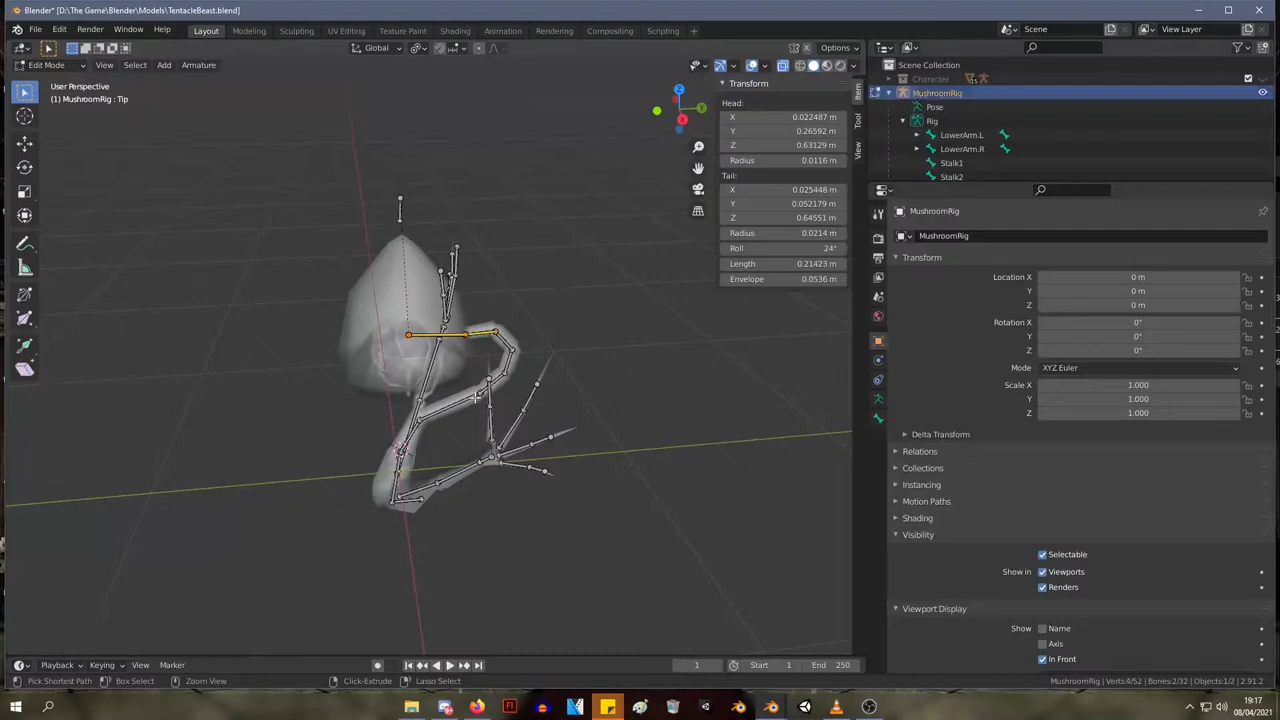 Blender* [D:\The Game\Blender\Models\TentacleBeast.blend]
File Edit Render Window Help Layout Modeling Sculpting UV Editing Texture Paint Shading Animation Rendering Compositing Scripting + Scene View Layer
Global Options
Edit Mode View Select Add Armature
User Perspective
(1) MushroomRig : Tip
Z
Y
X
Transform
Head:
X 0.022487 m
Y 0.26592 m
Z 0.63129 m
Radius 0.0116 m
Tail:
X 0.025448 m
Y 0.052179 m
Z 0.64551 m
Radius 0.0214 m
Roll 24°
Length 0.21423 m
Envelope 0.0536 m
Item
Tool
View
Scene Collection
Character
MushroomRig
Pose
Rig
LowerArm.L
LowerArm.R
Stalk1
Stalk2
MushroomRig
MushroomRig
Transform
Location X 0 m
Y 0 m
Z 0 m
Rotation X 0°
Y 0°
Z 0°
Mode XYZ Euler
Scale X 1.000
Y 1.000
Z 1.000
Delta Transform
Relations
Collections
Instancing
Motion Paths
Shading
Visibility
Selectable
Show in Viewports
Renders
Viewport Display
Show Name
Axis
In Front
Playback Keying View Marker 1 Start 1 End 250
Pick Shortest Path Box Select Zoom View Click-Extrude Lasso Select MushroomRig | Verts:4/52 | Bones:2/32 | Objects:1/2 | 2.91.2
19:17
08/04/2021